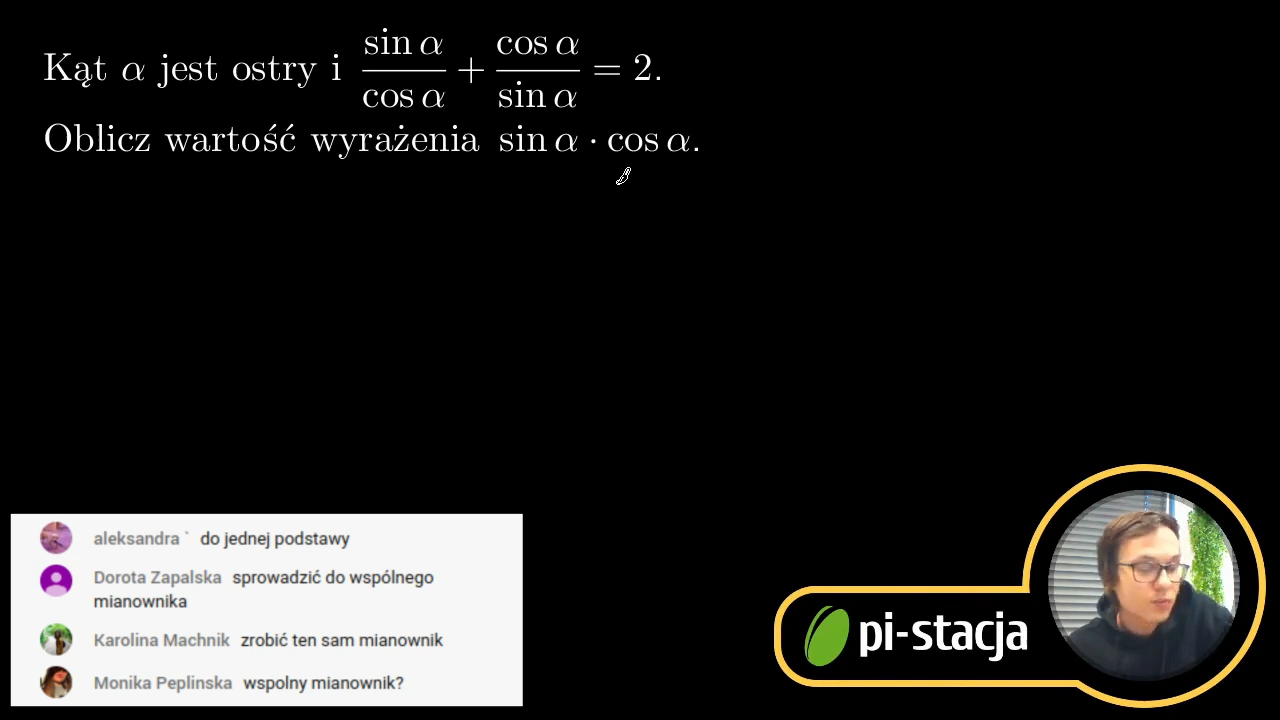 Kąt α jest ostry i sin α / cos α + cos α / sin α = 2.
Oblicz wartość wyrażenia sin α · cos α.
aleksandra ` do jednej podstawy
Dorota Zapalska sprowadzić do wspólnego
mianownika
Karolina Machnik zrobić ten sam mianownik
Monika Peplinska wspolny mianownik?
pi-stacja